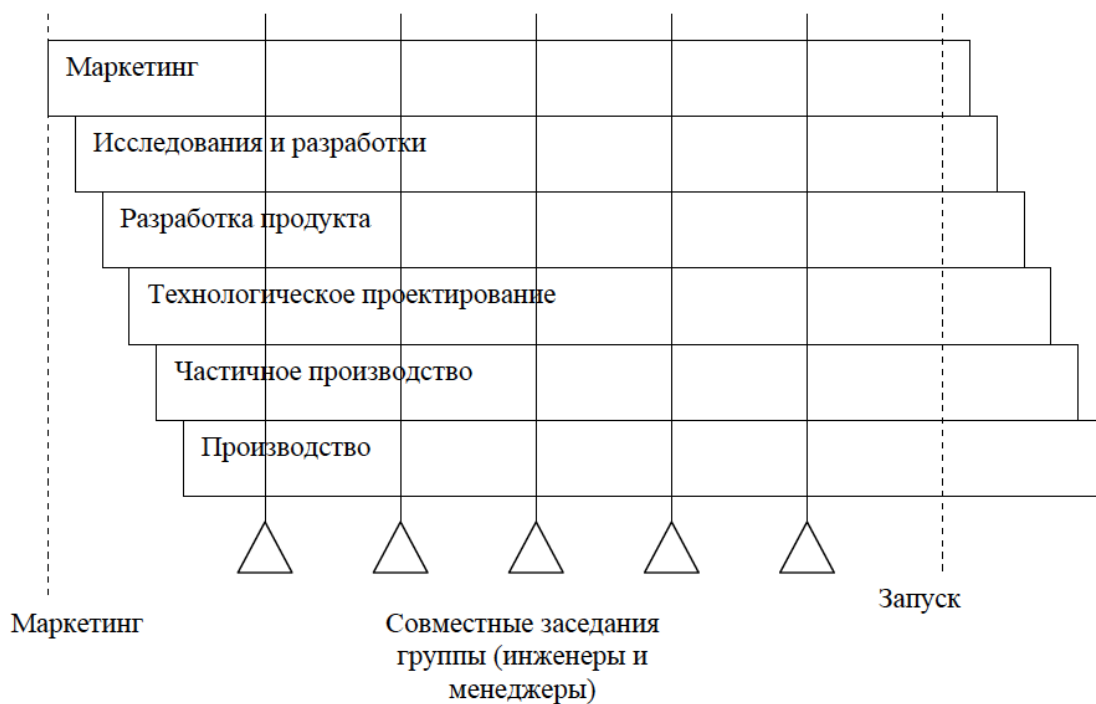 Маркетинг
Исследования и разработки
Разработка продукта
Технологическое проектирование
Частичное производство
Производство
Запуск
Маркетинг
Совместные заседания
группы (инженеры и
менеджеры)